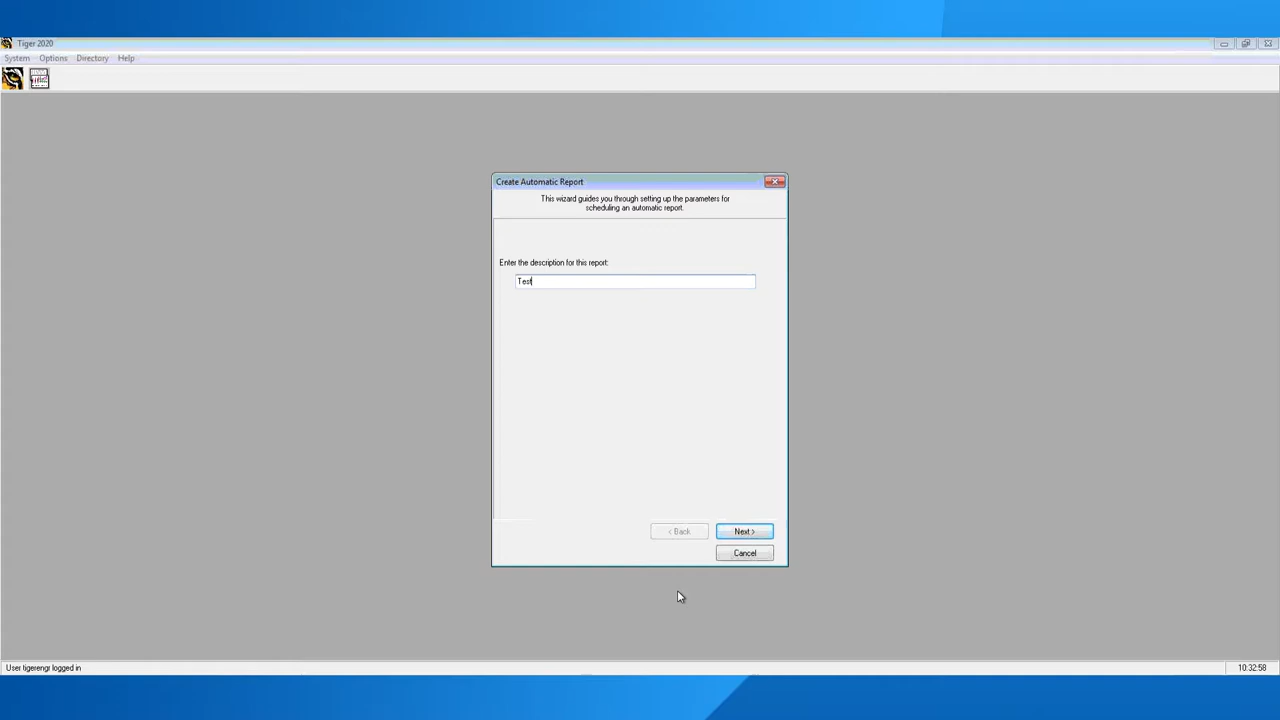 Tiger 2020
System Options Directory Help
Create Automatic Report
This wizard guides you through setting up the parameters for
scheduling an automatic report.
Enter the description for this report:
Test
< Back Next >
Cancel
User tigerengr logged in 10:32:58